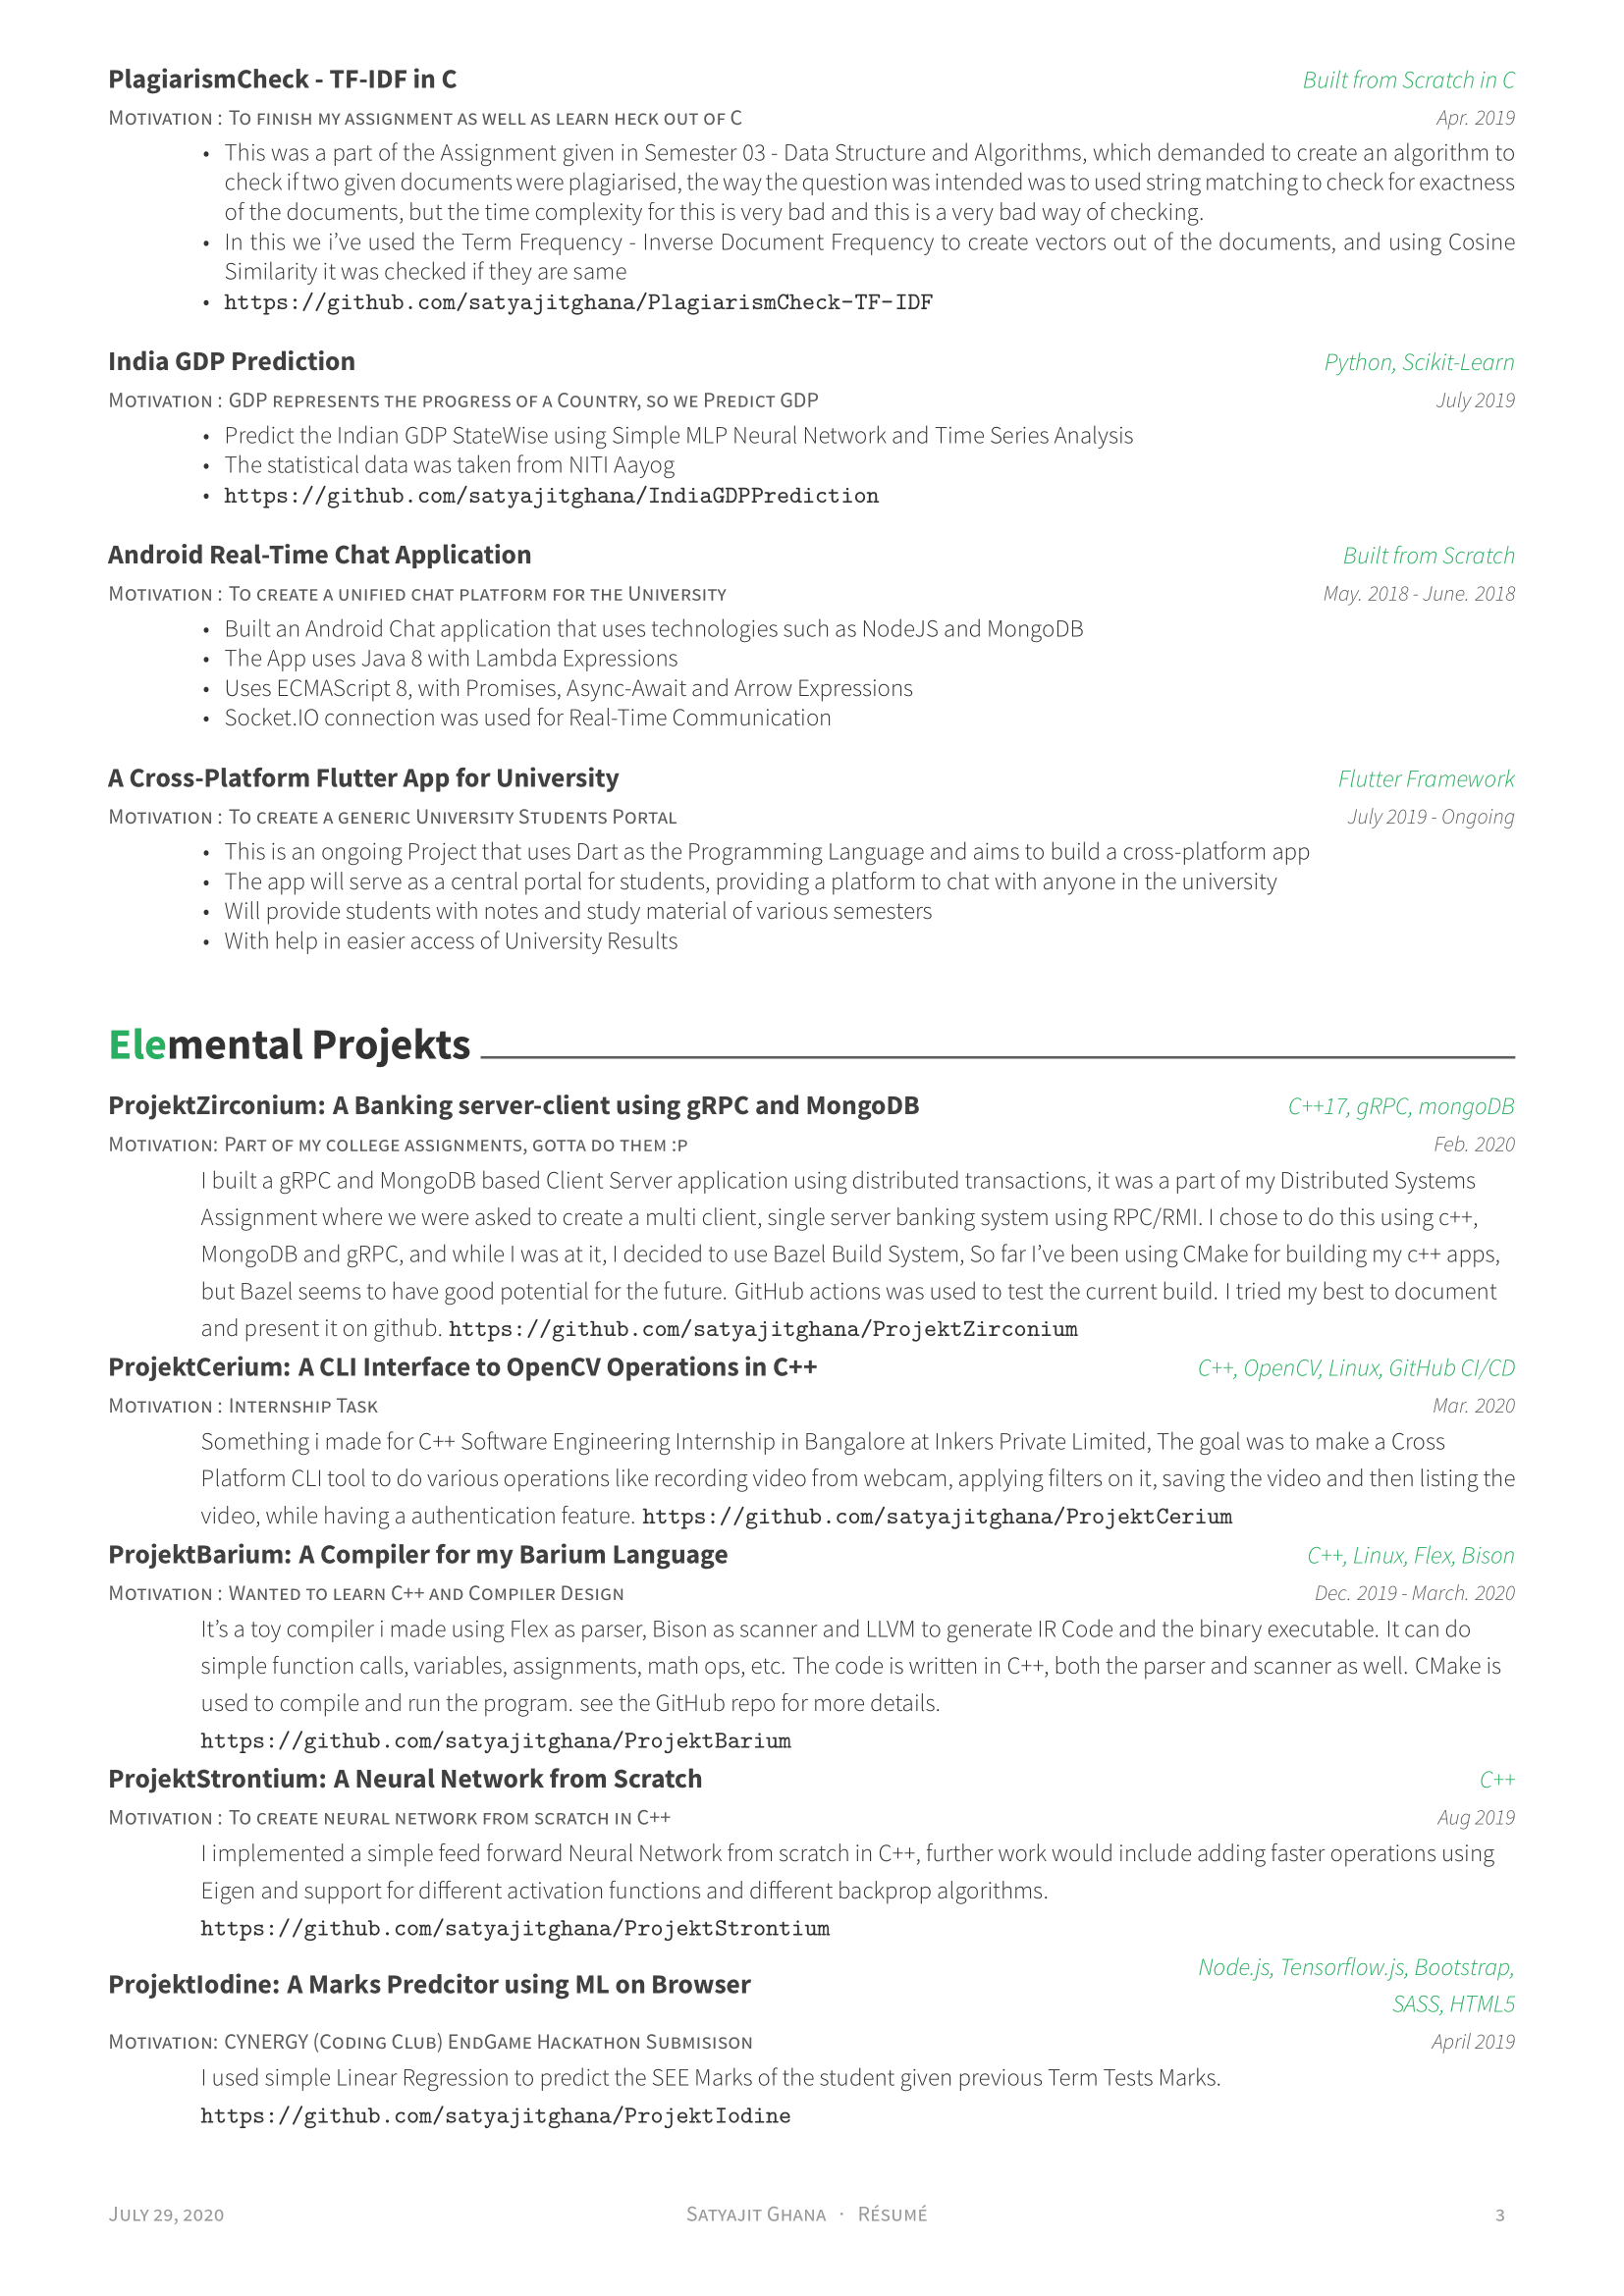 PlagiarismCheck - TF-IDF in C
Built from Scratch in C
Motivation : To finish my assignment as well as learn heck out of C
Apr. 2019
• This was a part of the Assignment given in Semester 03 - Data Structure and Algorithms, which demanded to create an algorithm to
check if two given documents were plagiarised, the way the question was intended was to used string matching to check for exactness
of the documents, but the time complexity for this is very bad and this is a very bad way of checking.
• In this we i’ve used the Term Frequency - Inverse Document Frequency to create vectors out of the documents, and using Cosine
Similarity it was checked if they are same
• https://github.com/satyajitghana/PlagiarismCheck-TF-IDF
India GDP Prediction
Python, Scikit-Learn
Motivation : GDP represents the progress of a Country, so we Predict GDP
July 2019
• Predict the Indian GDP StateWise using Simple MLP Neural Network and Time Series Analysis
• The statistical data was taken from NITI Aayog
• https://github.com/satyajitghana/IndiaGDPPrediction
Android Real-Time Chat Application
Built from Scratch
Motivation : To create a unified chat platform for the University
May. 2018 - June. 2018
• Built an Android Chat application that uses technologies such as NodeJS and MongoDB
• The App uses Java 8 with Lambda Expressions
• Uses ECMAScript 8, with Promises, Async-Await and Arrow Expressions
• Socket.IO connection was used for Real-Time Communication
A Cross-Platform Flutter App for University
Flutter Framework
Motivation : To create a generic University Students Portal
July 2019 - Ongoing
• This is an ongoing Project that uses Dart as the Programming Language and aims to build a cross-platform app
• The app will serve as a central portal for students, providing a platform to chat with anyone in the university
• Will provide students with notes and study material of various semesters
• With help in easier access of University Results
Elemental Projekts
ProjektZirconium: A Banking server-client using gRPC and MongoDB
C++17, gRPC, mongoDB
Motivation: Part of my college assignments, gotta do them :p
Feb. 2020
I built a gRPC and MongoDB based Client Server application using distributed transactions, it was a part of my Distributed Systems
Assignment where we were asked to create a multi client, single server banking system using RPC/RMI. I chose to do this using c++,
MongoDB and gRPC, and while I was at it, I decided to use Bazel Build System, So far I’ve been using CMake for building my c++ apps,
but Bazel seems to have good potential for the future. GitHub actions was used to test the current build. I tried my best to document
and present it on github. https://github.com/satyajitghana/ProjektZirconium
ProjektCerium: A CLI Interface to OpenCV Operations in C++
C++, OpenCV, Linux, GitHub CI/CD
Motivation : Internship Task
Mar. 2020
Something i made for C++ Software Engineering Internship in Bangalore at Inkers Private Limited, The goal was to make a Cross
Platform CLI tool to do various operations like recording video from webcam, applying filters on it, saving the video and then listing the
video, while having a authentication feature. https://github.com/satyajitghana/ProjektCerium
ProjektBarium: A Compiler for my Barium Language
C++, Linux, Flex, Bison
Motivation : Wanted to learn C++ and Compiler Design
Dec. 2019 - March. 2020
It’s a toy compiler i made using Flex as parser, Bison as scanner and LLVM to generate IR Code and the binary executable. It can do
simple function calls, variables, assignments, math ops, etc. The code is written in C++, both the parser and scanner as well. CMake is
used to compile and run the program. see the GitHub repo for more details.
https://github.com/satyajitghana/ProjektBarium
ProjektStrontium: A Neural Network from Scratch
C++
Motivation : To create neural network from scratch in C++
Aug 2019
I implemented a simple feed forward Neural Network from scratch in C++, further work would include adding faster operations using
Eigen and support for different activation functions and different backprop algorithms.
https://github.com/satyajitghana/ProjektStrontium
ProjektIodine: A Marks Predcitor using ML on Browser
Node.js, Tensorflow.js, Bootstrap,
SASS, HTML5
Motivation: CYNERGY (Coding Club) EndGame Hackathon Submisison
April 2019
I used simple Linear Regression to predict the SEE Marks of the student given previous Term Tests Marks.
https://github.com/satyajitghana/ProjektIodine
July 29, 2020
Satyajit Ghana · Résumé
3